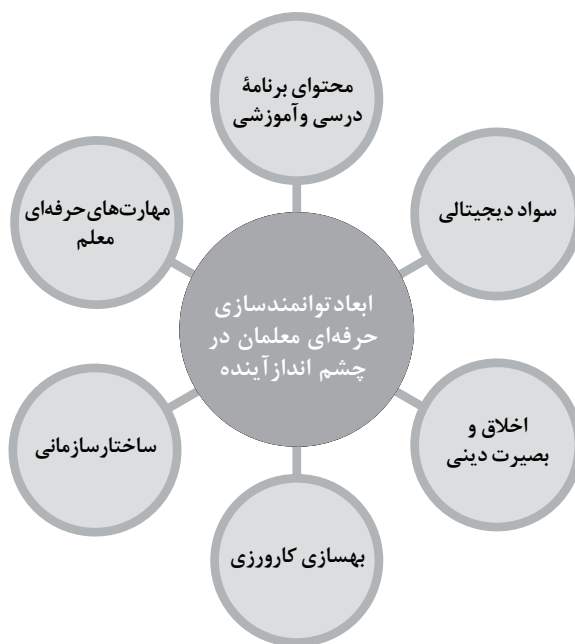 محتوای برنامهٔ
درسی و آموزشی
سواد دیجیتالی
مهارت‌های حرفه‌ای
معلم
ابعاد توانمندسازی
حرفه‌ای معلمان در
چشم انداز آینده
اخلاق و
بصیرت دینی
ساختار سازمانی
بهسازی کارورزی